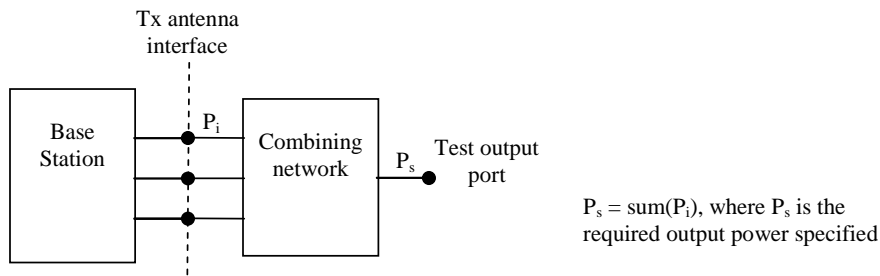 Tx antenna
interface
Base
Station
Pi
Combining
network
Ps
Test output
port
Ps = sum(Pi), where Ps is the
required output power specified